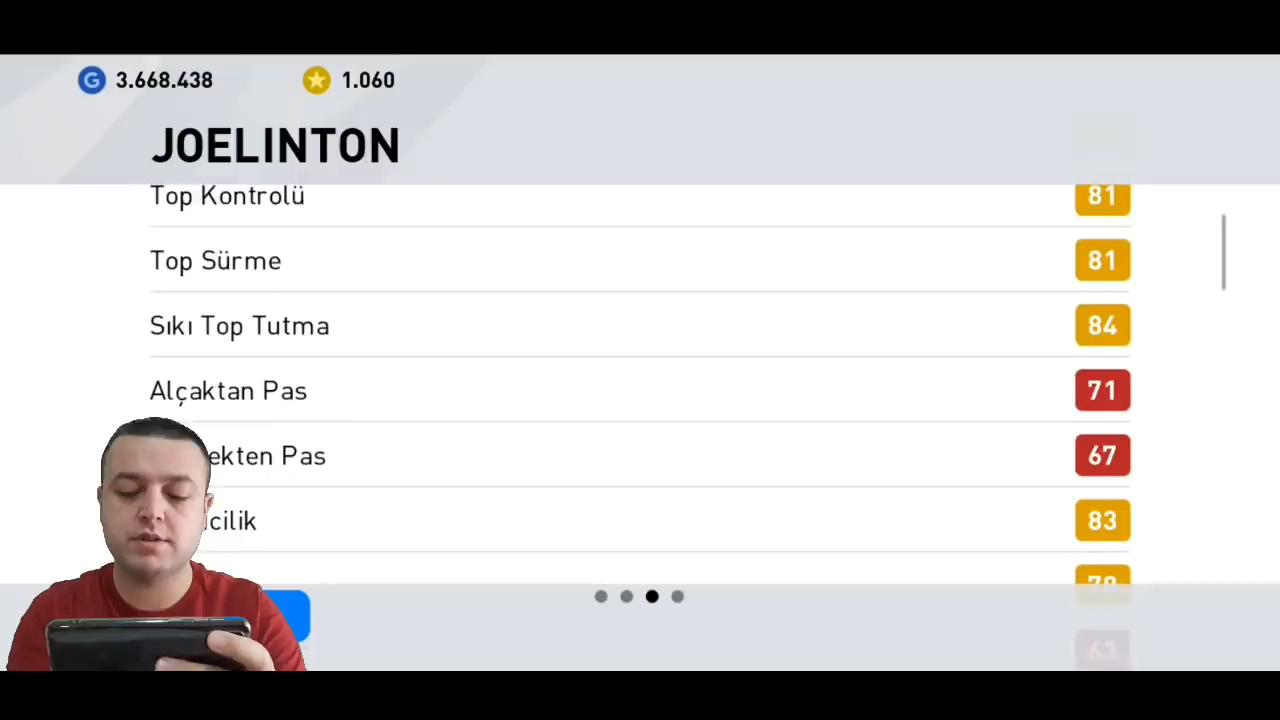 G 3.668.438 1.060
JOELINTON
Top Kontrolü 81
Top Sürme 81
Sıkı Top Tutma 84
Alçaktan Pas 71
ekten Pas 67
cilik 83
63